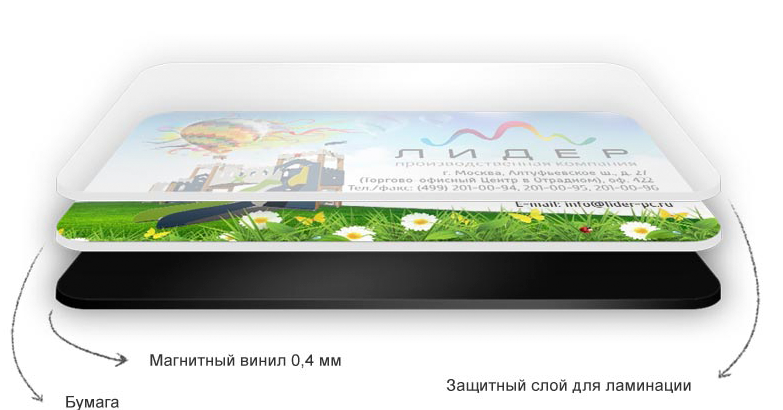 ЛИДЕР
производственная компания
г. Москва, Алтуфьевское ш., д. 27
(Торгово-офисный Центр в Отрадном), оф. 422
Тел./факс: (499) 201-00-94, 201-00-95, 201-00-96
E-mail: info@lider-pc.ru
Магнитный винил 0,4 мм
Защитный слой для ламинации
Бумага